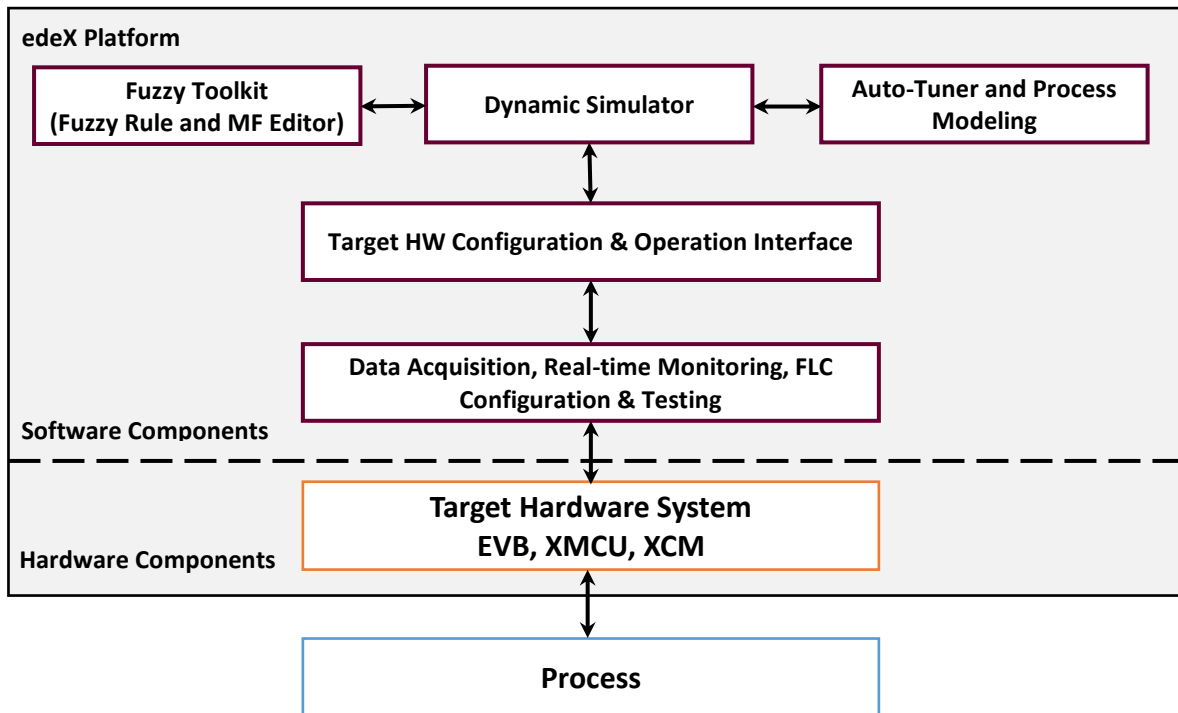 edeX Platform
Fuzzy Toolkit
(Fuzzy Rule and MF Editor)
Dynamic Simulator
Auto-Tuner and Process
Modeling
Target HW Configuration & Operation Interface
Data Acquisition, Real-time Monitoring, FLC
Configuration & Testing
Software Components
Target Hardware System
EVB, XMCU, XCM
Hardware Components
Process